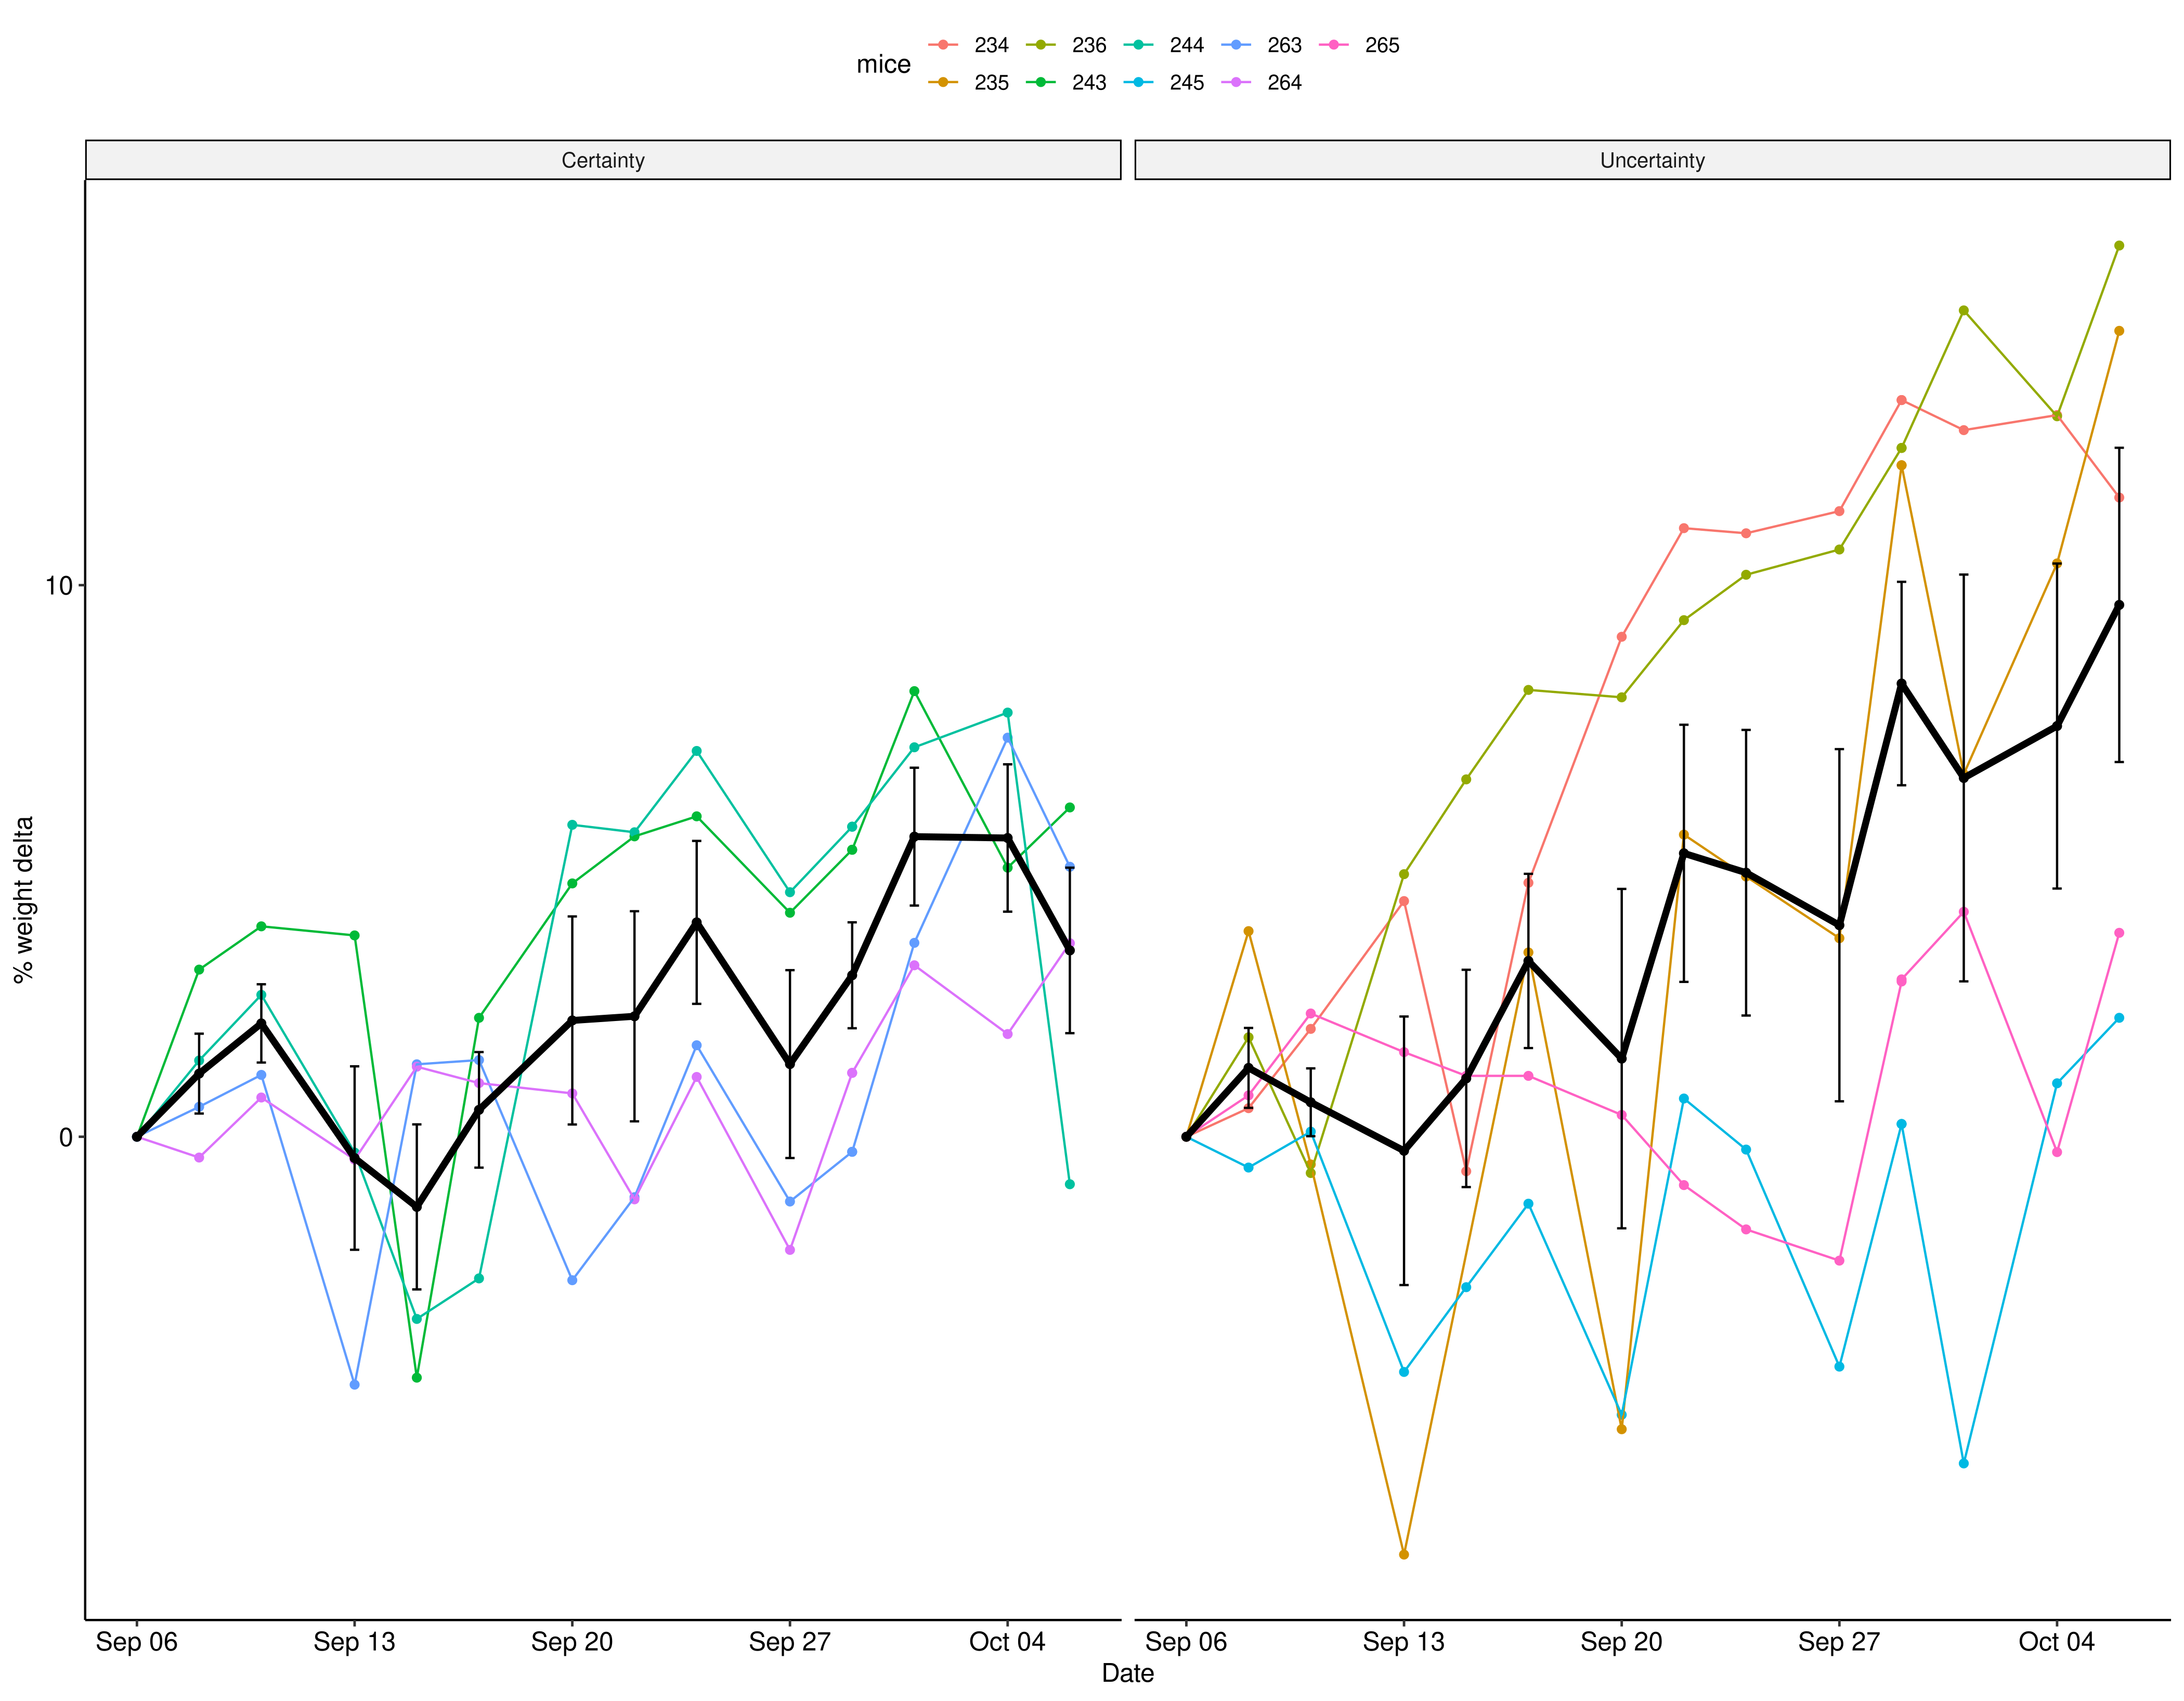 mice
234 236 244 263 265
235 243 245 264
Certainty Uncertainty
% weight delta
10
0
Sep 06 Sep 13 Sep 20 Sep 27 Oct 04 Sep 06 Sep 13 Sep 20 Sep 27 Oct 04
Date